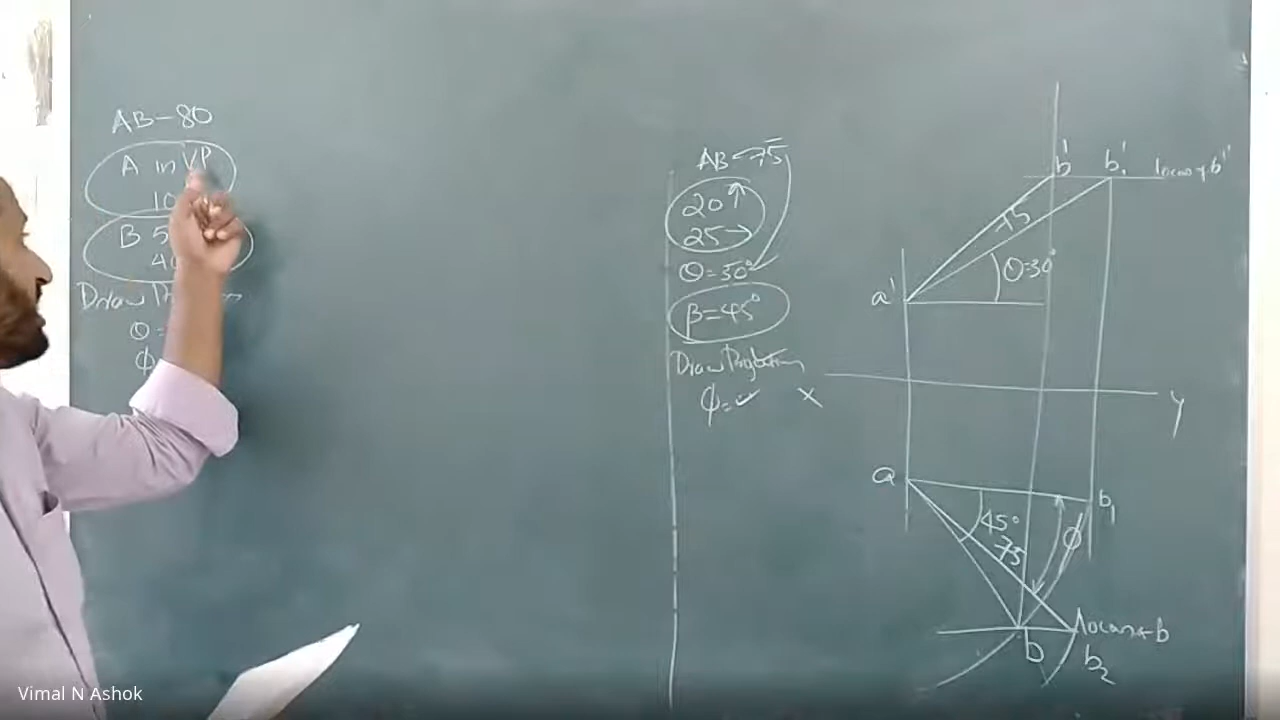 AB-80
A in VP
10
B 5
40
Draw
θ=
ϕ
AB-75
20↑
25→
θ=30°
β=45°
Draw Projection
ϕ=✓
X
y
a'
b'
b₁'
locus of b'
75
θ=30°
a
b₁
45°
75
ϕ
locus of b
b
b₂
Vimal N Ashok